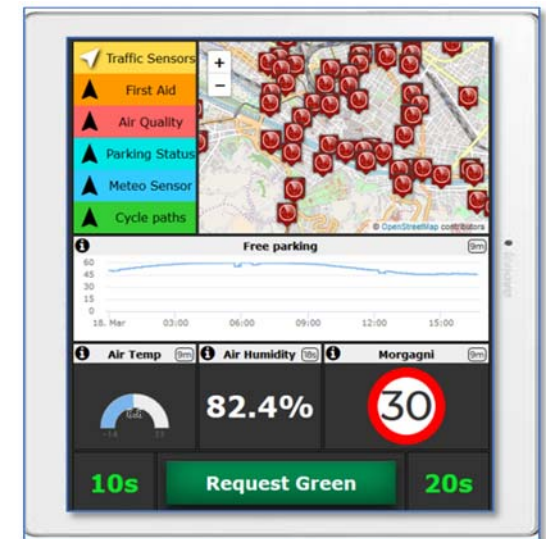 Traffic Sensors
First Aid
Air Quality
Parking Status
Meteo Sensor
Cycle paths
+
−
© OpenStreetMap contributors
Free parking 9m
60
45
30
15
0
18. Mar 03:00 06:00 09:00 12:00 15:00
Air Temp 9m
Air Humidity 18s
Morgagni 9m
82.4%
30
10s
Request Green
20s